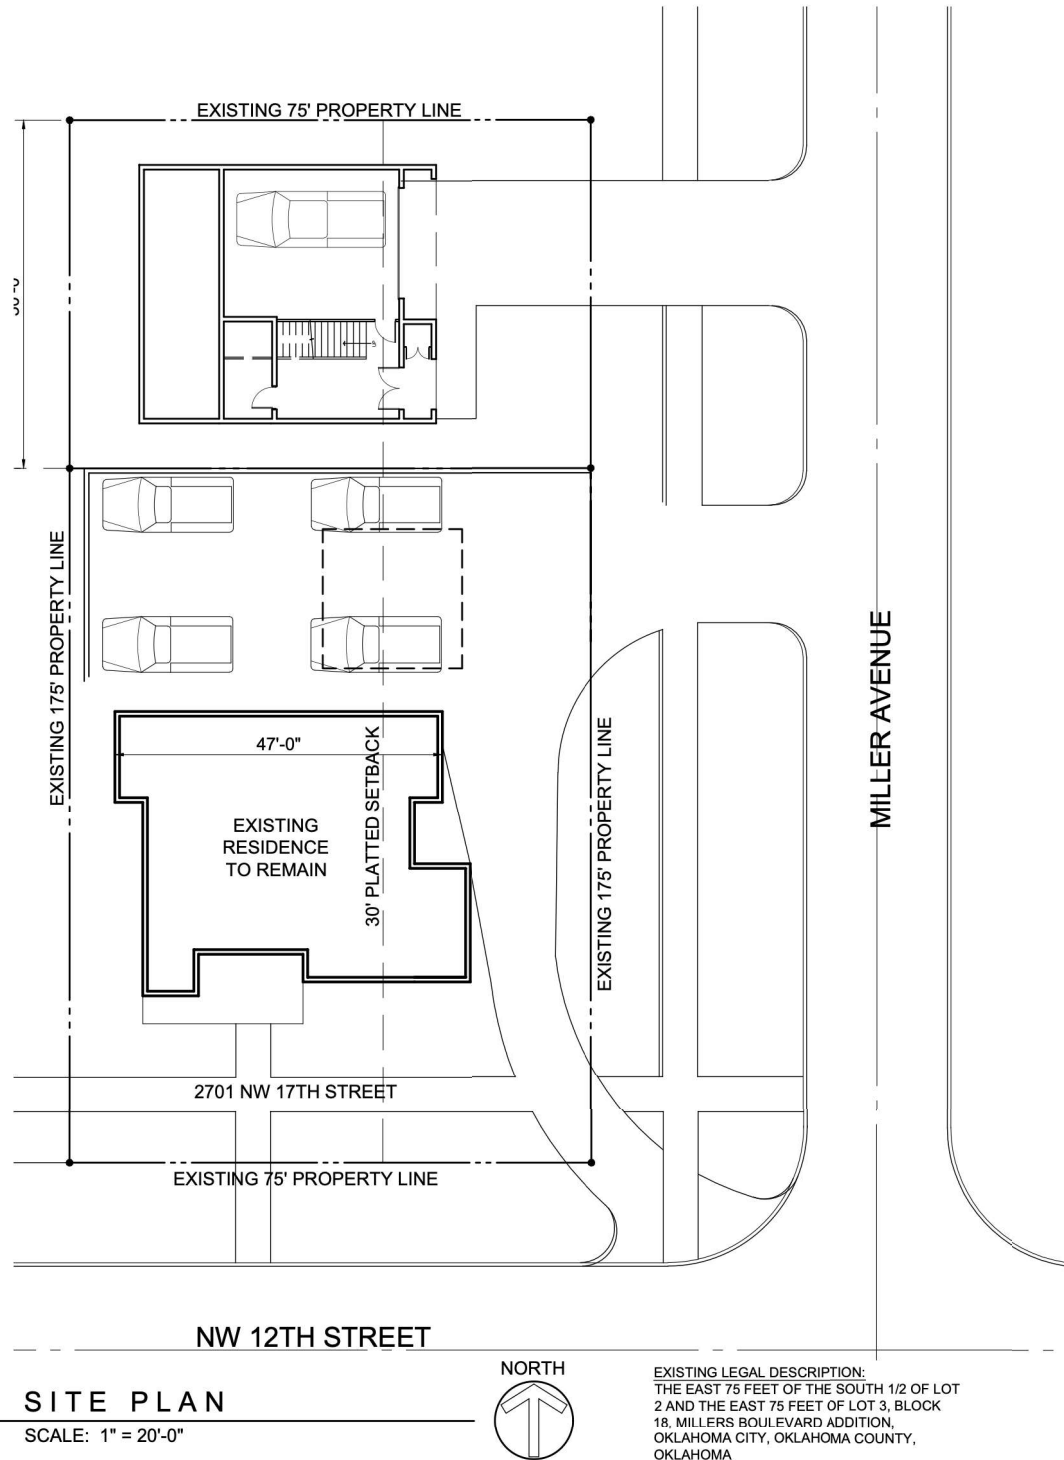 EXISTING 75' PROPERTY LINE
EXISTING 175' PROPERTY LINE
47'-0"
EXISTING
RESIDENCE
TO REMAIN
30' PLATTED SETBACK
EXISTING 175' PROPERTY LINE
MILLER AVENUE
2701 NW 17TH STREET
EXISTING 75' PROPERTY LINE
NW 12TH STREET
SITE PLAN
SCALE: 1" = 20'-0"
NORTH
EXISTING LEGAL DESCRIPTION:
THE EAST 75 FEET OF THE SOUTH 1/2 OF LOT
2 AND THE EAST 75 FEET OF LOT 3, BLOCK
18, MILLERS BOULEVARD ADDITION,
OKLAHOMA CITY, OKLAHOMA COUNTY,
OKLAHOMA